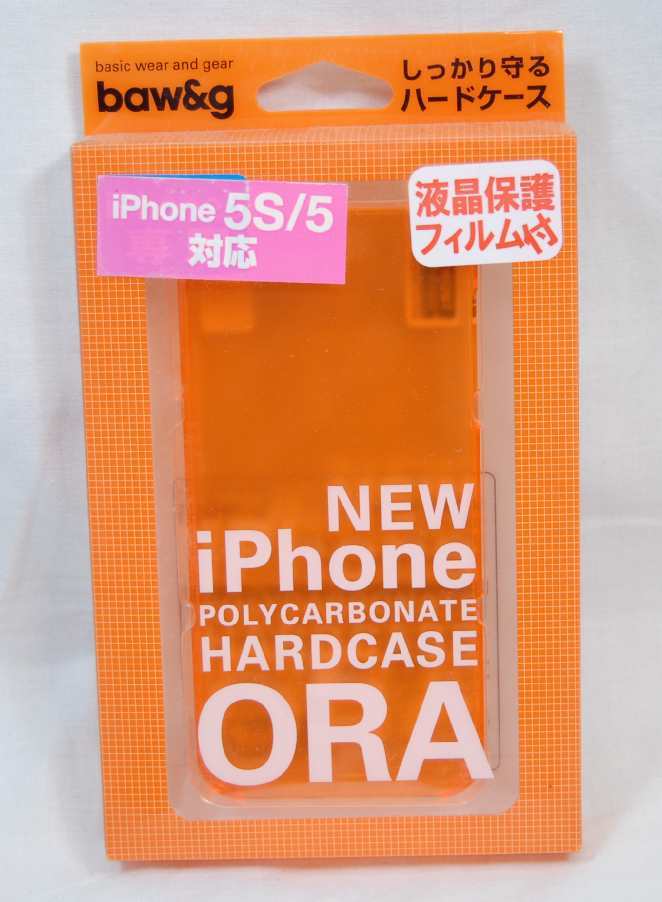 basic wear and gear
baw&g
しっかり守る
ハードケース
iPhone 5S/5
対応
液晶保護
フィルム付
NEW
iPhone
POLYCARBONATE
HARDCASE
ORA